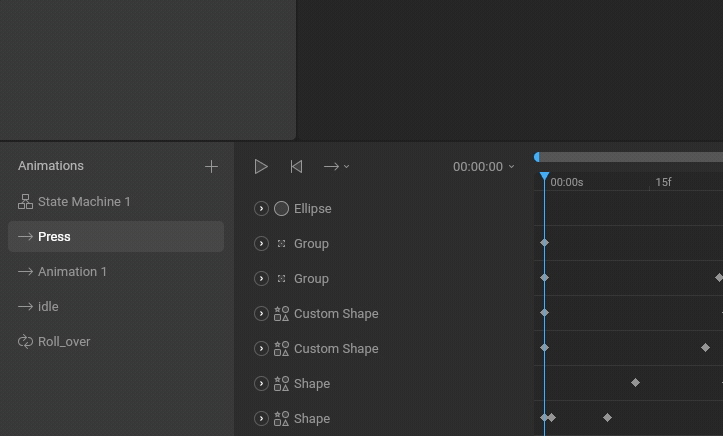 Animations
State Machine 1
Press
Animation 1
idle
Roll_over
00:00:00
00:00s 15f
Ellipse
Group
Group
Custom Shape
Custom Shape
Shape
Shape